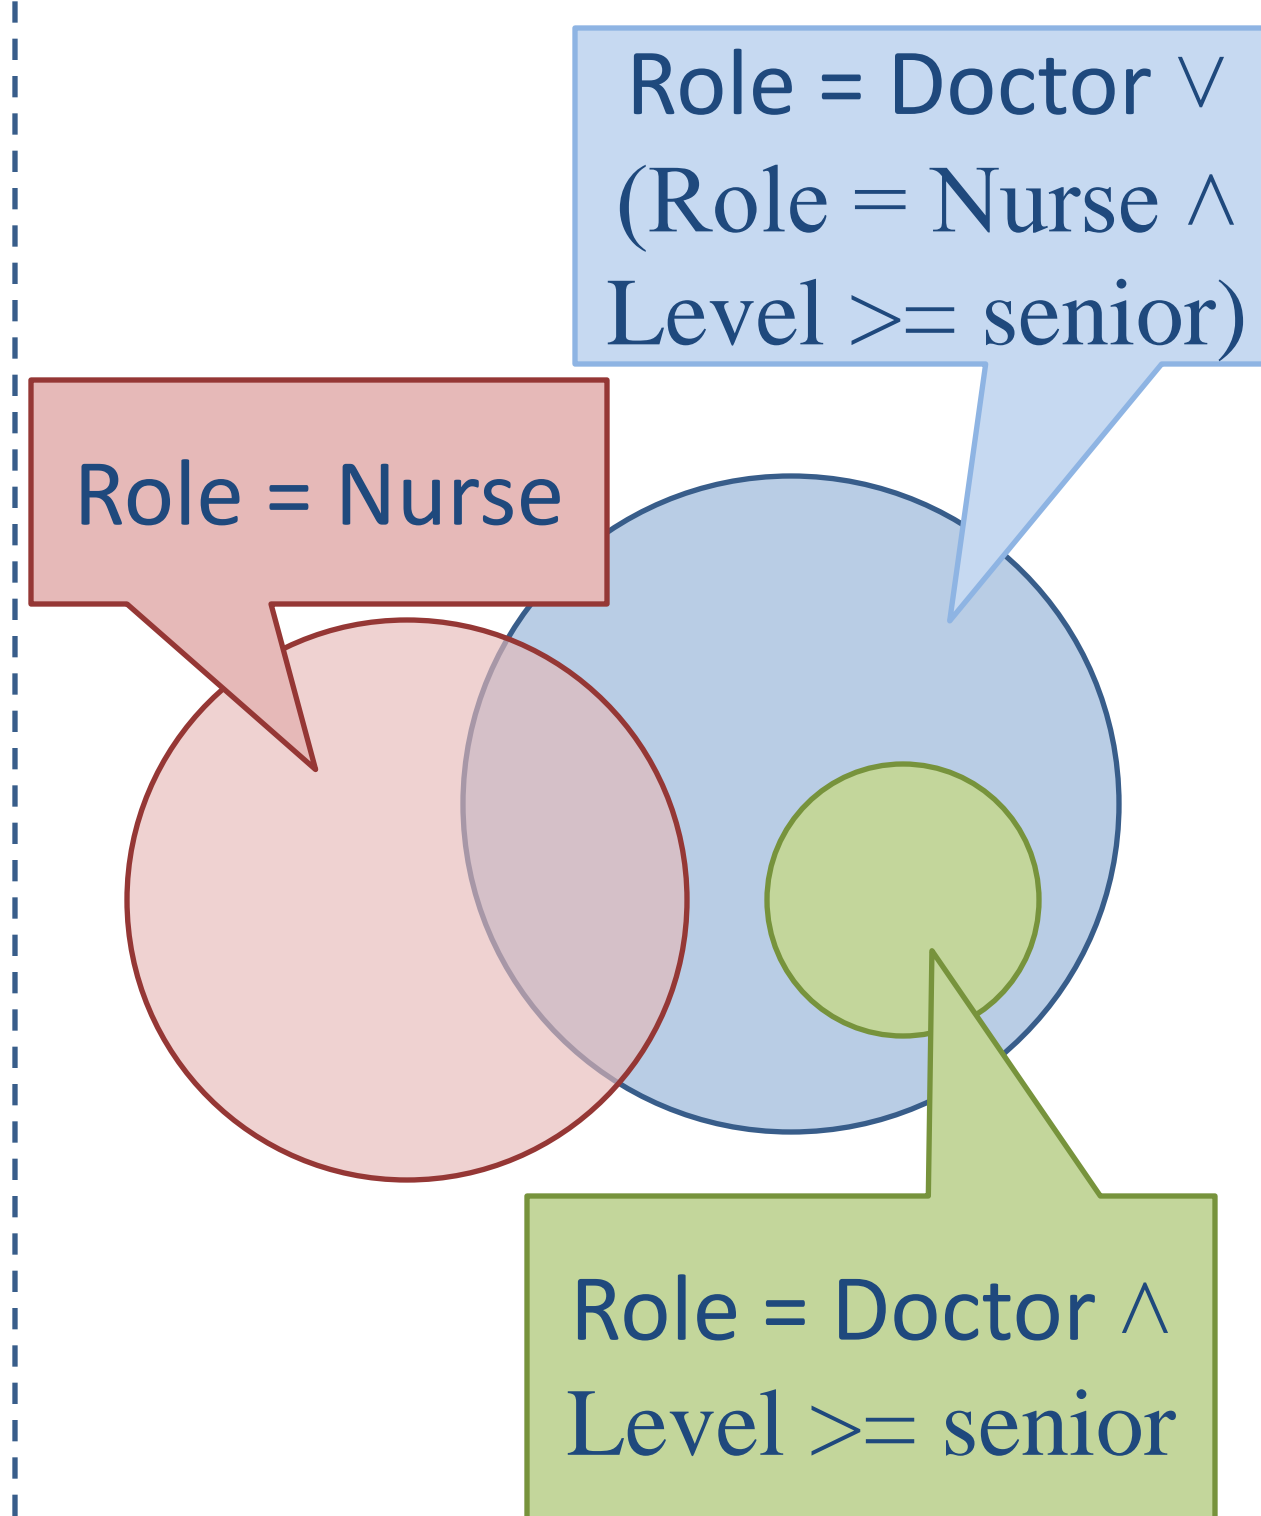 Role = Doctor ∨
(Role = Nurse ∧
Level >= senior)
Role = Nurse
Role = Doctor ∧
Level >= senior